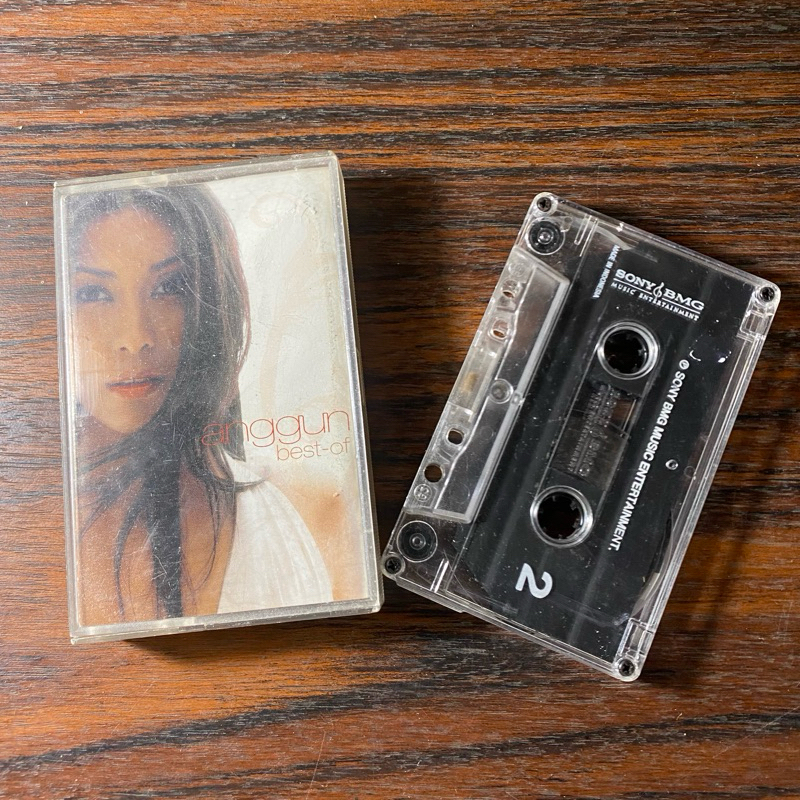 anggun
best-of
MADE IN INDONESIA
SONY BMG
MUSIC ENTERTAINMENT
℗ SONY BMG MUSIC ENTERTAINMENT.
2